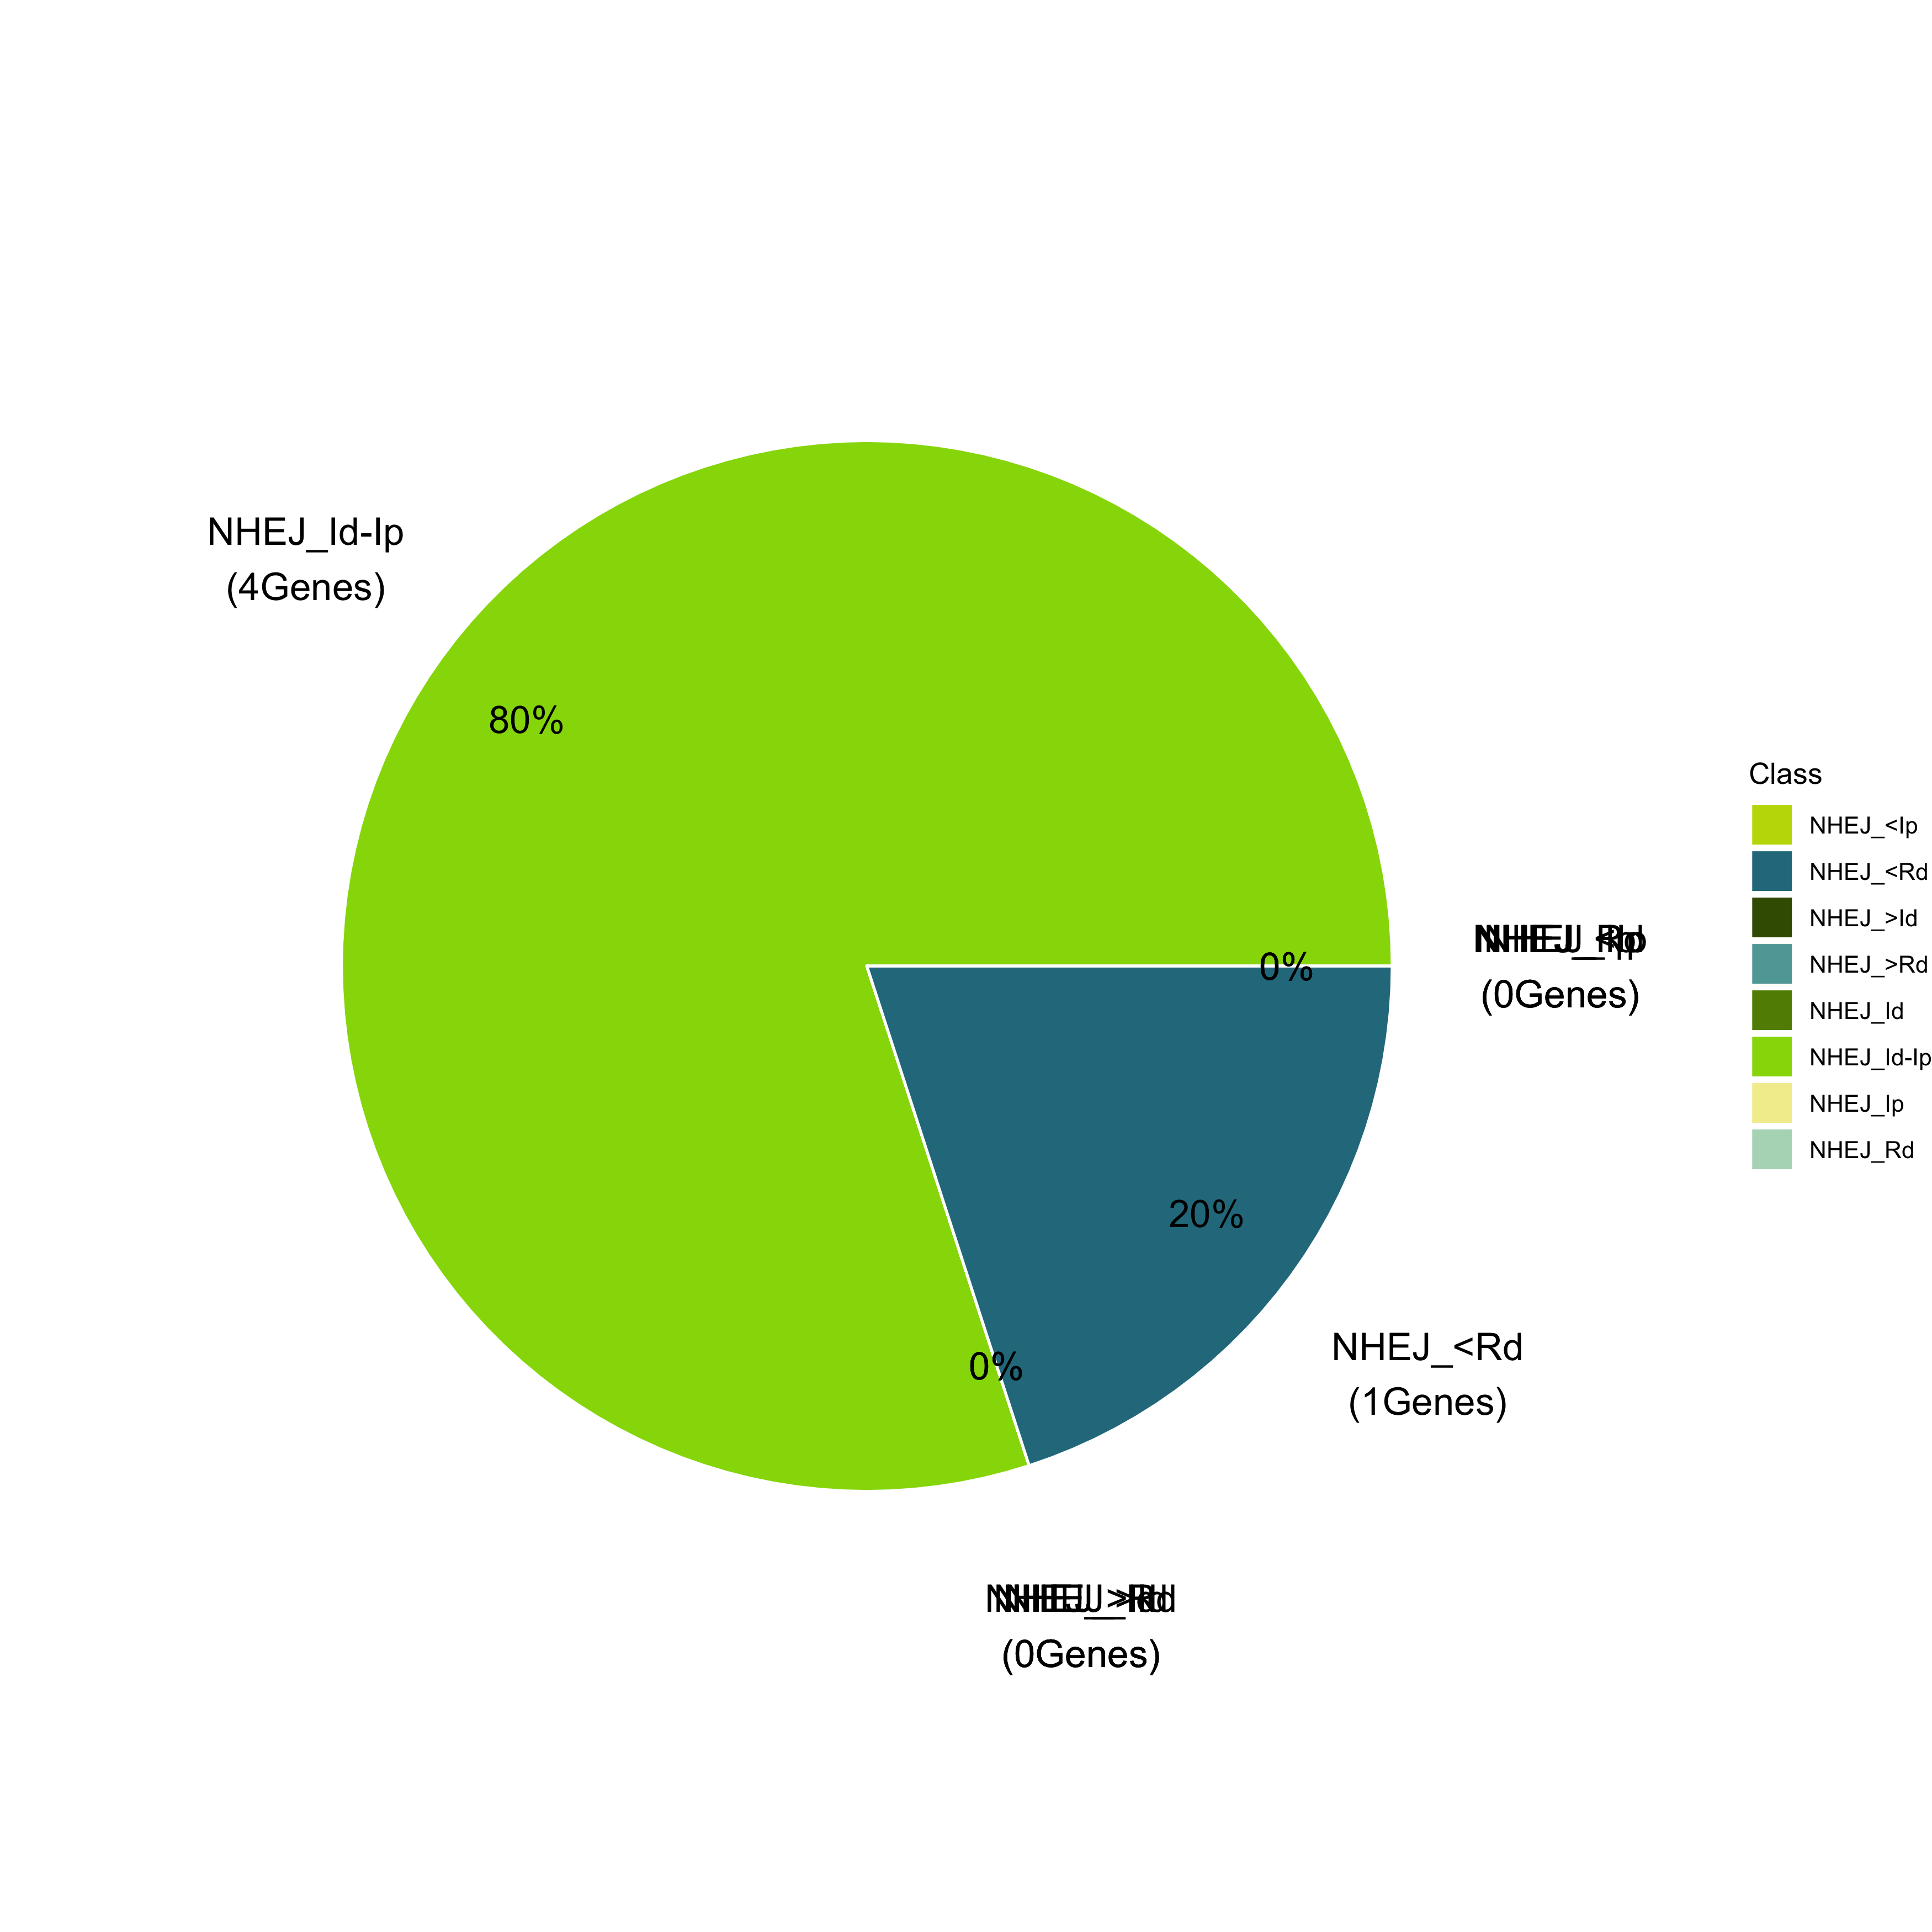 NHEJ_Id-Ip
(4Genes)
80%
0%
(0Genes)
20%
NHEJ_<Rd
(1Genes)
0%
(0Genes)
Class
NHEJ_<Ip
NHEJ_<Rd
NHEJ_>Id
NHEJ_>Rd
NHEJ_Id
NHEJ_Id-Ip
NHEJ_Ip
NHEJ_Rd